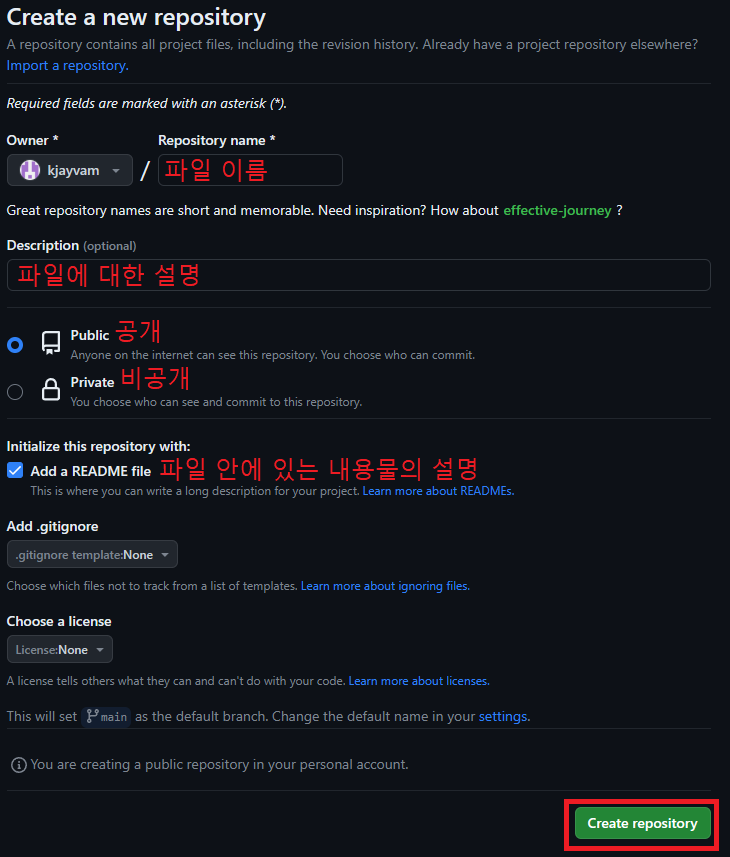 Create a new repository
A repository contains all project files, including the revision history. Already have a project repository elsewhere?
Import a repository.
Required fields are marked with an asterisk (*).
Owner * Repository name *
kjayvam / 파일 이름
Great repository names are short and memorable. Need inspiration? How about effective-journey ?
Description (optional)
파일에 대한 설명
Public 공개
Anyone on the internet can see this repository. You choose who can commit.
Private 비공개
You choose who can see and commit to this repository.
Initialize this repository with:
Add a README file 파일 안에 있는 내용물의 설명
This is where you can write a long description for your project. Learn more about READMEs.
Add .gitignore
.gitignore template:None
Choose which files not to track from a list of templates. Learn more about ignoring files.
Choose a license
License:None
A license tells others what they can and can't do with your code. Learn more about licenses.
This will set main as the default branch. Change the default name in your settings.
You are creating a public repository in your personal account.
Create repository